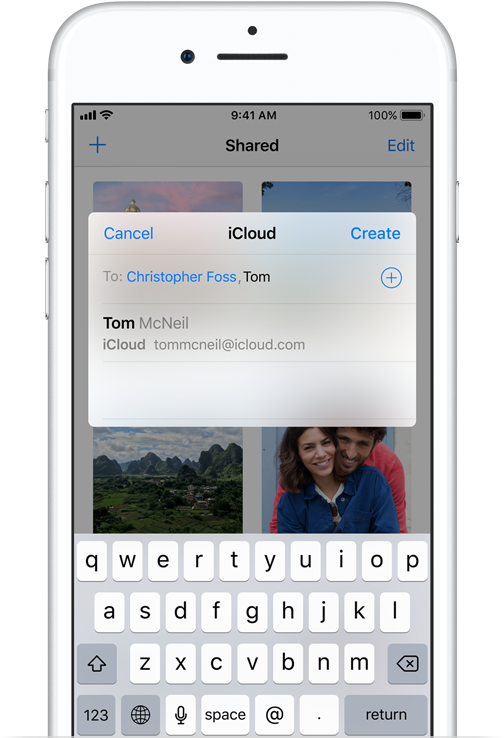 9:41 AM 100%
Shared Edit
Cancel iCloud Create
To: Christopher Foss, Tom
Tom McNeil
iCloud tommcneil@icloud.com
q w e r t y u i o p
a s d f g h j k l
z x c v b n m
123 space @ . return